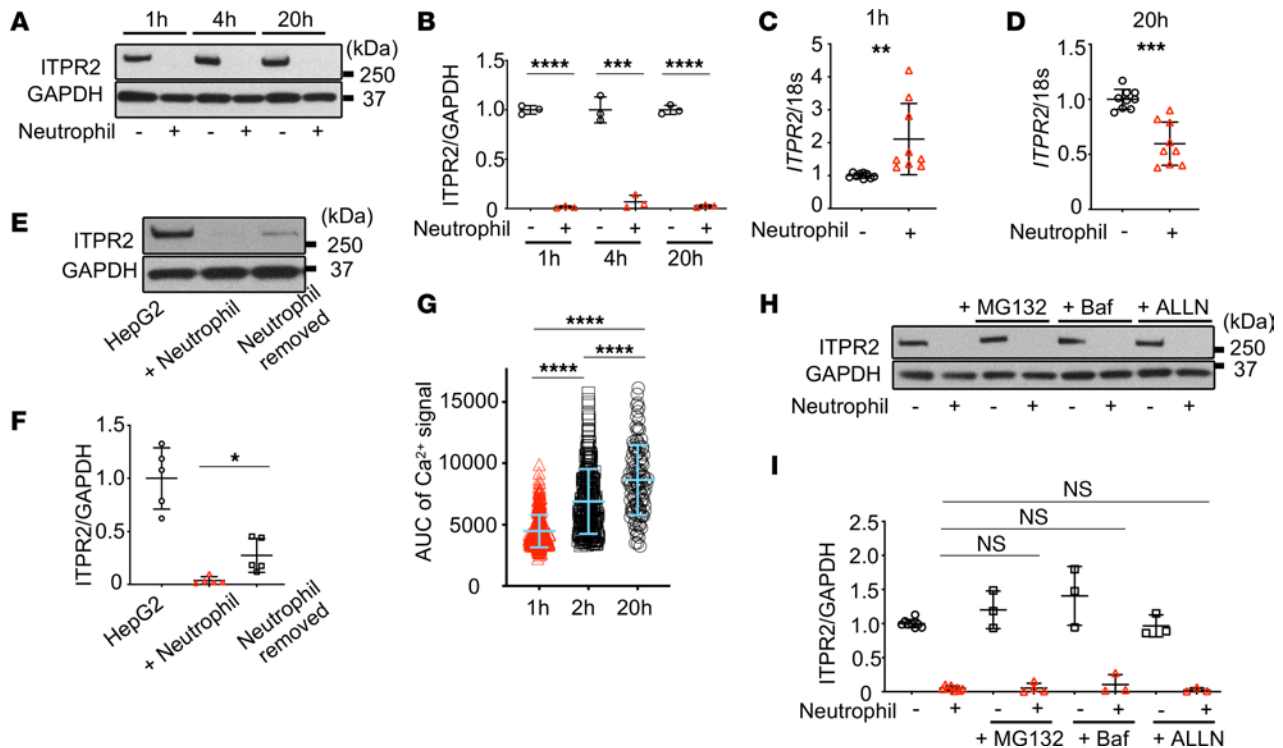 A
1h 4h 20h
(kDa)
ITPR2
250
GAPDH
37
Neutrophil - + - + - +
B
**** *** ****
ITPR2/GAPDH
1.5
1.0
0.5
0
Neutrophil - + - + - +
1h 4h 20h
C
1h
**
ITPR2/18s
5
4
3
2
1
0
Neutrophil - +
D
20h
***
ITPR2/18s
1.5
1.0
0.5
0
Neutrophil - +
E
(kDa)
ITPR2
250
GAPDH
37
HepG2
+ Neutrophil
Neutrophil
removed
F
*
ITPR2/GAPDH
1.5
1.0
0.5
0
HepG2
+ Neutrophil
Neutrophil
removed
G
****
****
****
AUC of Ca²⁺ signal
15000
10000
5000
0
1h 2h 20h
H
+ MG132 + Baf + ALLN
(kDa)
ITPR2
250
GAPDH
37
Neutrophil - + - + - + - +
I
NS
NS
NS
ITPR2/GAPDH
2.5
2.0
1.5
1.0
0.5
0
Neutrophil - + - + - + - +
+ MG132 + Baf + ALLN